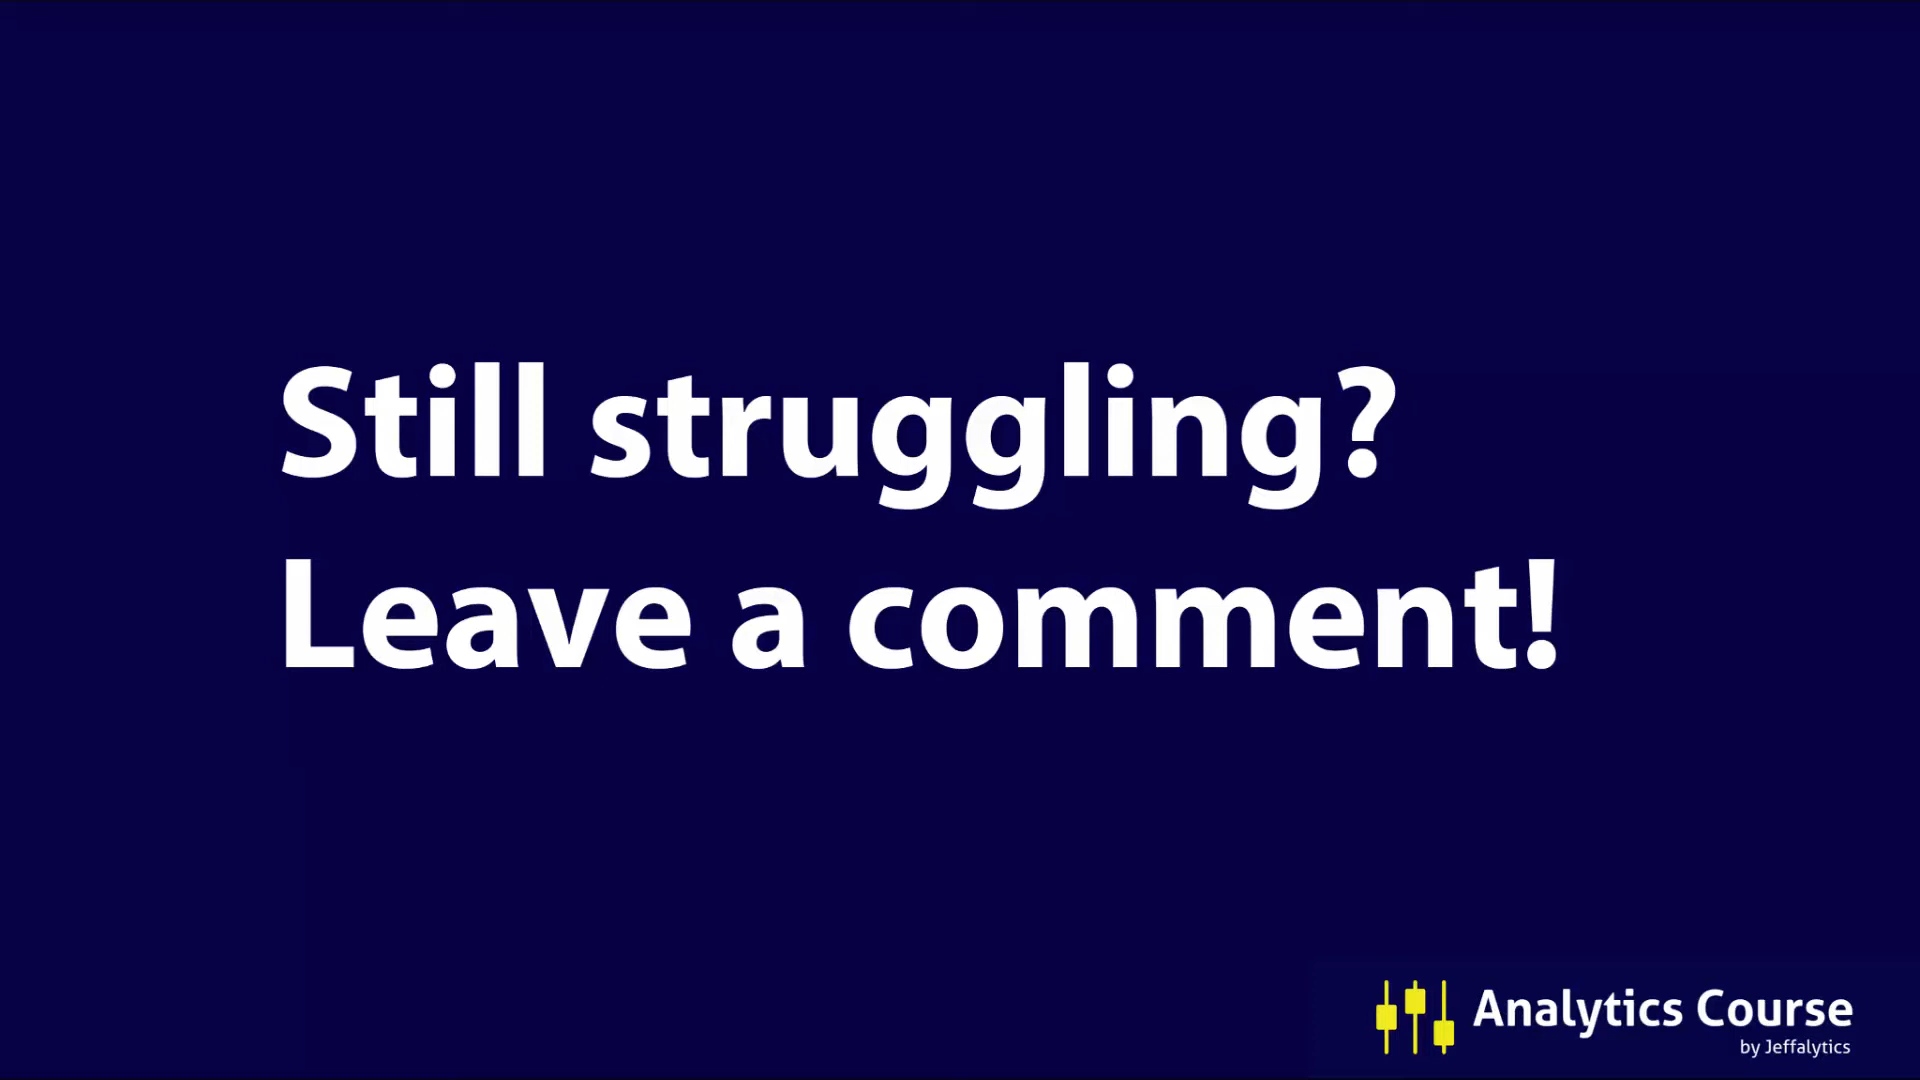 Still struggling?
Leave a comment!
Analytics Course
by Jeffalytics